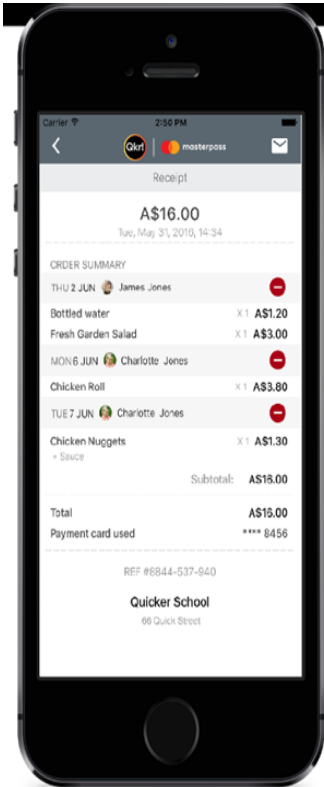 Carrier 2:50 PM
Qkr! masterpass
Receipt
A$16.00
Tue, May 31, 2016, 14:34
ORDER SUMMARY
THU 2 JUN James Jones
Bottled water X 1 A$1.20
Fresh Garden Salad X 1 A$3.00
MON 6 JUN Charlotte Jones
Chicken Roll X 1 A$3.80
TUE 7 JUN Charlotte Jones
Chicken Nuggets X 1 A$1.30
+ Sauce
Subtotal: A$16.00
Total A$16.00
Payment card used **** 8456
REF #8844-537-940
Quicker School
66 Quick Street